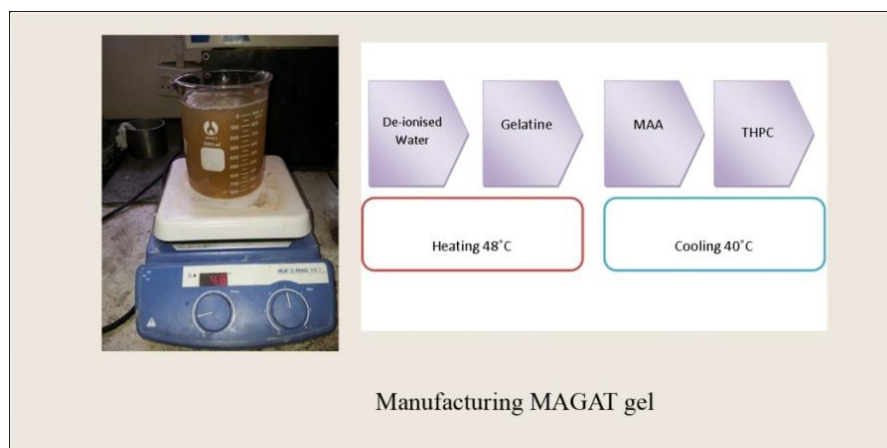 De-ionised
Water
Gelatine
MAA
THPC
Heating 48˚C
Cooling 40˚C
Manufacturing MAGAT gel